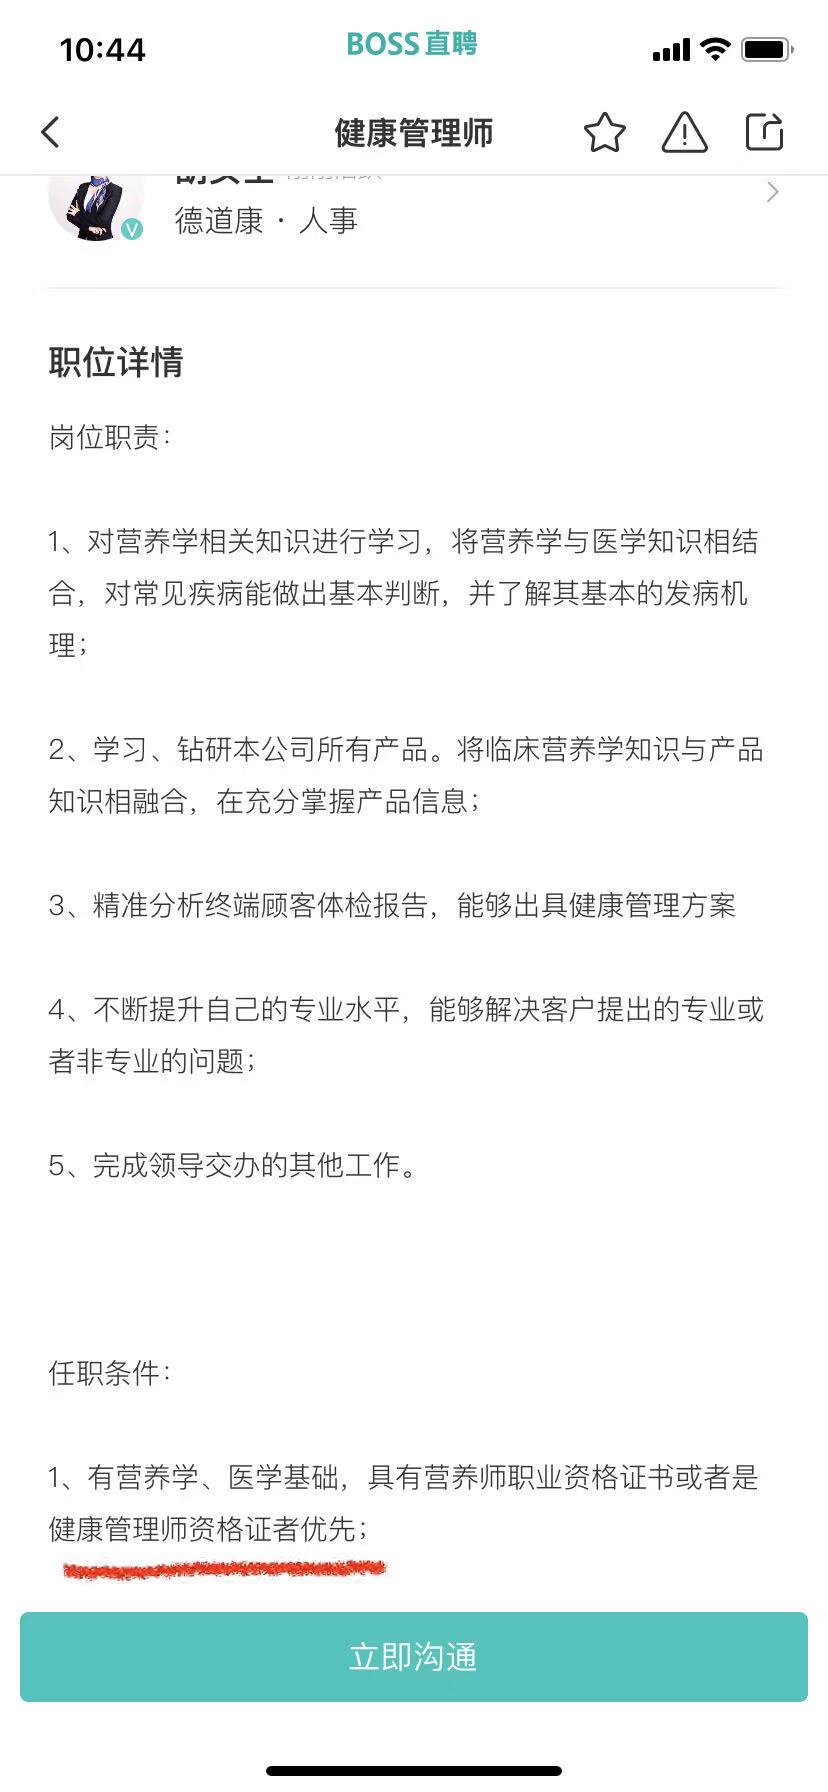 10:44
BOSS直聘
健康管理师
V
德道康·人事
职位详情
岗位职责：
1、对营养学相关知识进行学习，将营养学与医学知识相结
合，对常见疾病能做出基本判断，并了解其基本的发病机
理；
2、学习、钻研本公司所有产品。将临床营养学知识与产品
知识相融合，在充分掌握产品信息；
3、精准分析终端顾客体检报告，能够出具健康管理方案
4、不断提升自己的专业水平，能够解决客户提出的专业或
者非专业的问题；
5、完成领导交办的其他工作。
任职条件：
1、有营养学、医学基础，具有营养师职业资格证书或者是
健康管理师资格证者优先；
立即沟通